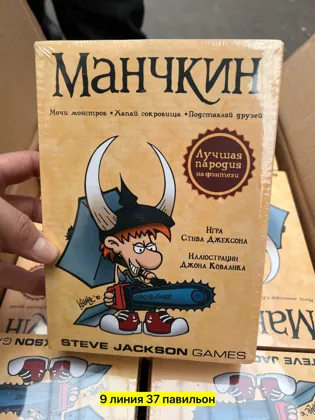 МАНЧКИН
Мочи монстров • Хапай сокровища • Подставляй друзей
Лучшая
пародия
на фэнтези
Игра
Стива Джексона
Иллюстрации
Джона Ковалика
STEVE JACKSON GAMES
9 линия 37 павильон